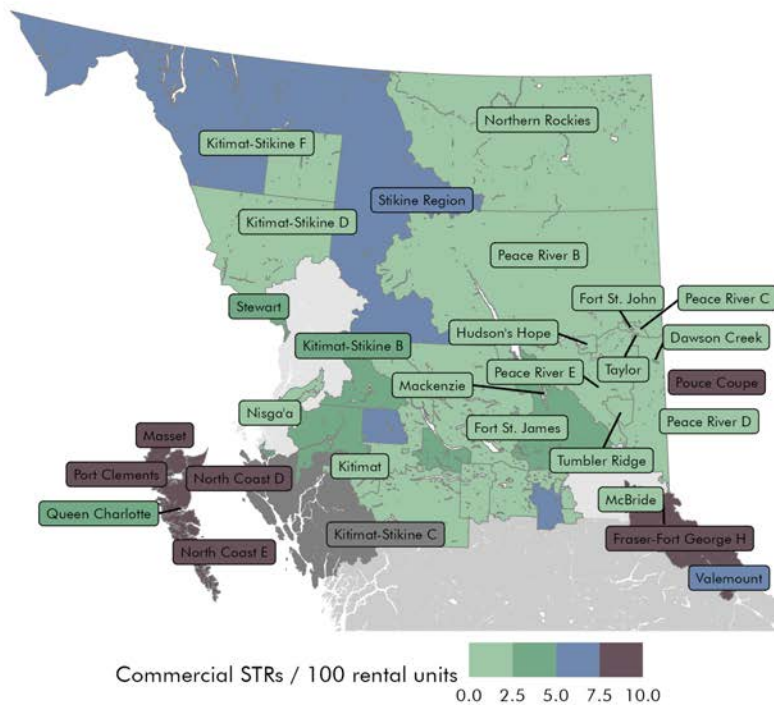 Northern Rockies
Kitimat-Stikine F
Stikine Region
Kitimat-Stikine D
Peace River B
Fort St. John
Peace River C
Stewart
Hudson's Hope
Dawson Creek
Kitimat-Stikine B
Peace River E
Taylor
Mackenzie
Pouce Coupe
Nisga'a
Fort St. James
Peace River D
Masset
Tumbler Ridge
Port Clements
North Coast D
Kitimat
McBride
Queen Charlotte
Kitimat-Stikine C
Fraser-Fort George H
North Coast E
Valemount
Commercial STRs / 100 rental units
0.0 2.5 5.0 7.5 10.0